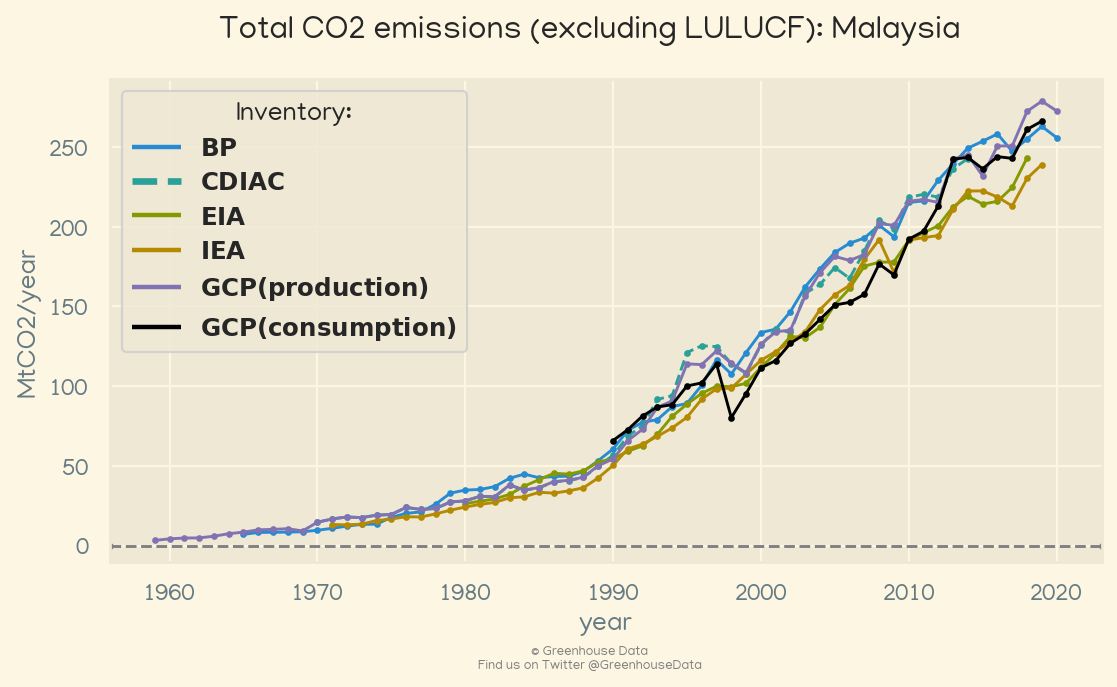 Total CO2 emissions (excluding LULUCF): Malaysia
Inventory:
BP
CDIAC
EIA
IEA
GCP(production)
GCP(consumption)
MtCO2/year
250
200
150
100
50
0
1960 1970 1980 1990 2000 2010 2020
year
© Greenhouse Data
Find us on Twitter @GreenhouseData